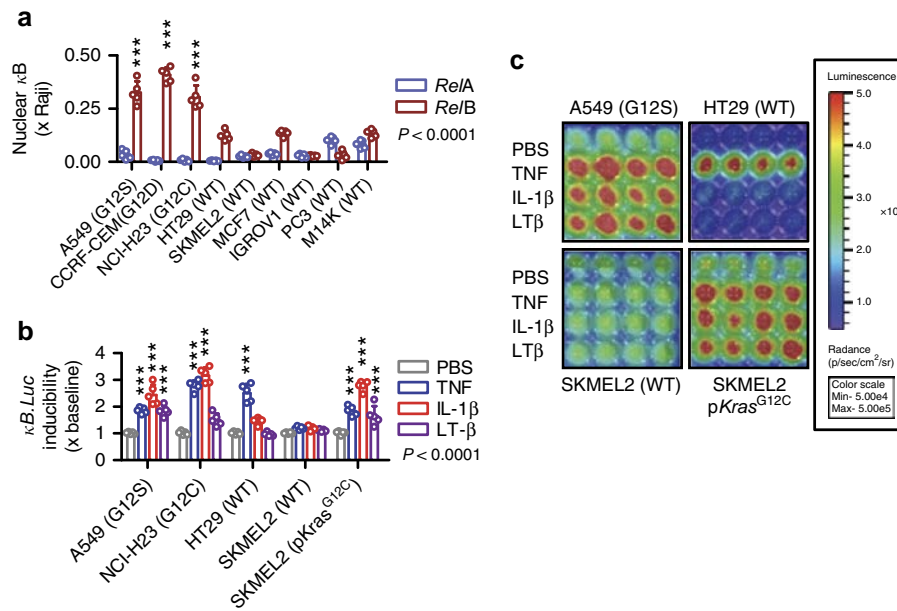 a
Nuclear κB
(x Raji)
0.50
0.25
0.00
***
***
***
RelA
RelB
P < 0.0001
A549 (G12S)
CCRF-CEM(G12D)
NCI-H23 (G12C)
HT29 (WT)
SKMEL2 (WT)
MCF7 (WT)
IGROV1 (WT)
PC3 (WT)
M14K (WT)
b
κB.Luc
inducibility
(x baseline)
4
3
2
1
***
***
***
***
***
***
***
***
***
PBS
TNF
IL-1β
LT-β
P < 0.0001
A549 (G12S)
NCI-H23 (G12C)
HT29 (WT)
SKMEL2 (WT)
SKMEL2 (pKras G12C)
c
A549 (G12S)
HT29 (WT)
PBS
TNF
IL-1β
LTβ
PBS
TNF
IL-1β
LTβ
SKMEL2 (WT)
SKMEL2
pKras G12C
Luminescence
5.0
4.0
3.0
2.0
1.0
×10
Radance
(p/sec/cm²/sr)
Color scale
Min- 5.00e4
Max- 5.00e5